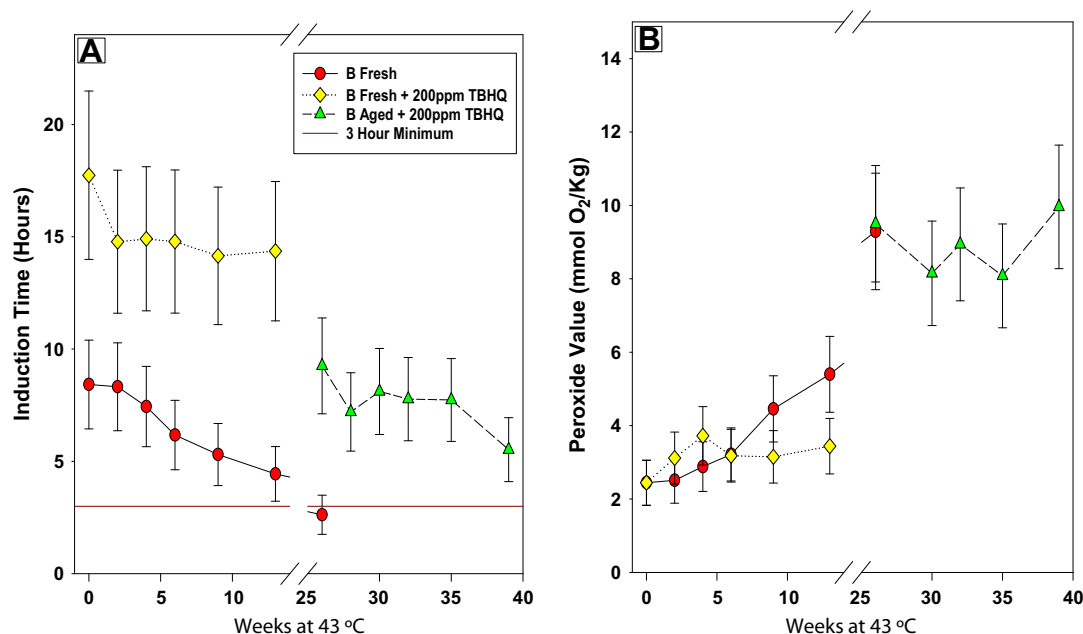 A
B Fresh
B Fresh + 200ppm TBHQ
B Aged + 200ppm TBHQ
3 Hour Minimum
Induction Time (Hours)
20
15
10
5
0
0 5 10 25 30 35 40
Weeks at 43 ºC
B
Peroxide Value (mmol O₂/Kg)
14
12
10
8
6
4
2
0
0 5 10 25 30 35 40
Weeks at 43 ºC